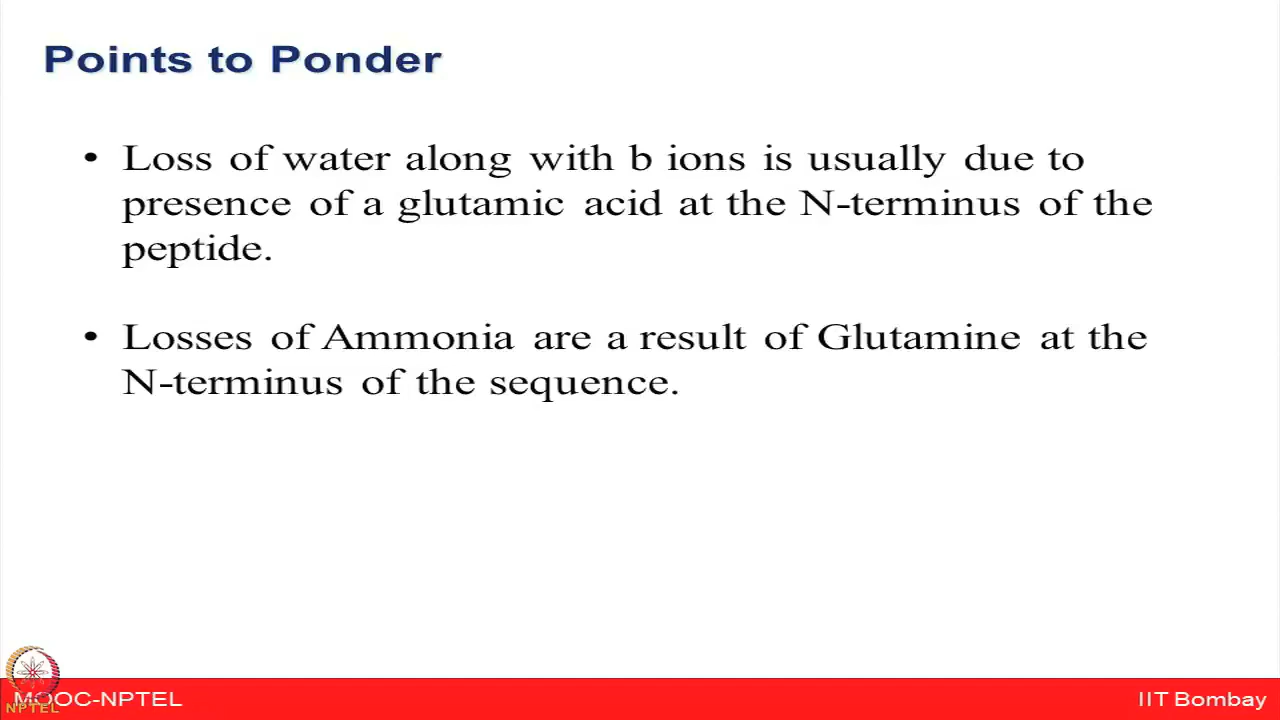 Points to Ponder
• Loss of water along with b ions is usually due to
presence of a glutamic acid at the N-terminus of the
peptide.
• Losses of Ammonia are a result of Glutamine at the
N-terminus of the sequence.
MOOC-NPTEL
NPTEL
IIT Bombay